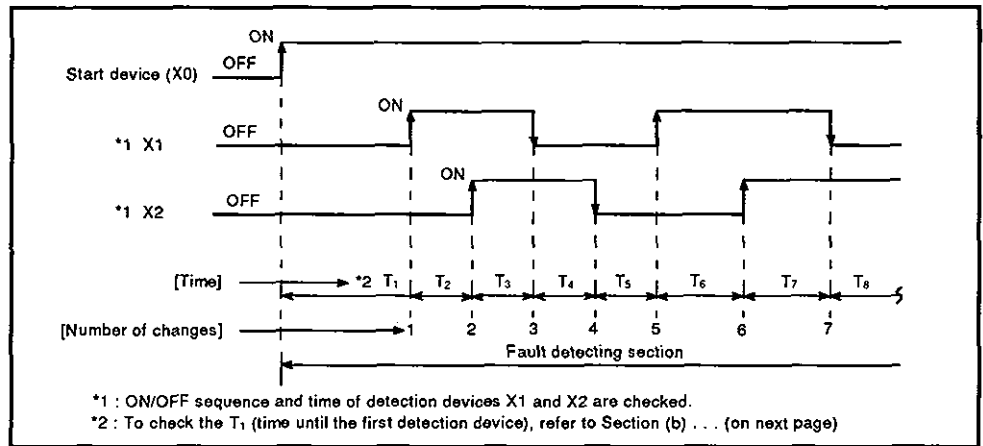 ON
OFF
Start device (X0)
ON
OFF
*1 X1
ON
OFF
*1 X2
[Time] *2 T₁ T₂ T₃ T₄ T₅ T₆ T₇ T₈
[Number of changes] 1 2 3 4 5 6 7
Fault detecting section
*1 : ON/OFF sequence and time of detection devices X1 and X2 are checked.
*2 : To check the T₁ (time until the first detection device), refer to Section (b) . . . (on next page)